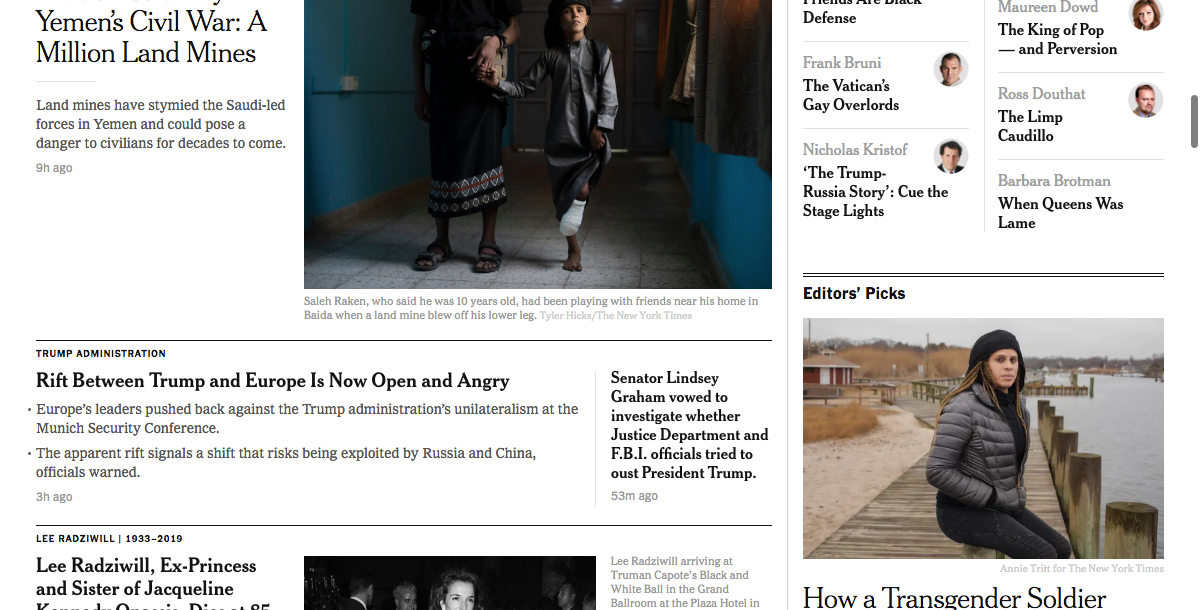 Yemen's Civil War: A
Million Land Mines
Land mines have stymied the Saudi-led
forces in Yemen and could pose a
danger to civilians for decades to come.
9h ago
Saleh Raken, who said he was 10 years old, had been playing with friends near his home in
Baida when a land mine blew off his lower leg. Tyler Hicks/The New York Times
TRUMP ADMINISTRATION
Rift Between Trump and Europe Is Now Open and Angry
• Europe's leaders pushed back against the Trump administration's unilateralism at the
Munich Security Conference.
• The apparent rift signals a shift that risks being exploited by Russia and China,
officials warned.
3h ago
Senator Lindsey
Graham vowed to
investigate whether
Justice Department and
F.B.I. officials tried to
oust President Trump.
53m ago
LEE RADZIWILL | 1933–2019
Lee Radziwill, Ex-Princess
and Sister of Jacqueline
Kennedy Onassis, Dies at 85
Lee Radziwill arriving at
Truman Capote's Black and
White Ball in the Grand
Ballroom at the Plaza Hotel in
Friends Are Black
Defense
Frank Bruni
The Vatican's
Gay Overlords
Nicholas Kristof
‘The Trump-
Russia Story’: Cue the
Stage Lights
Maureen Dowd
The King of Pop
— and Perversion
Ross Douthat
The Limp
Caudillo
Barbara Brotman
When Queens Was
Lame
Editors' Picks
Annie Tritt for The New York Times
How a Transgender Soldier